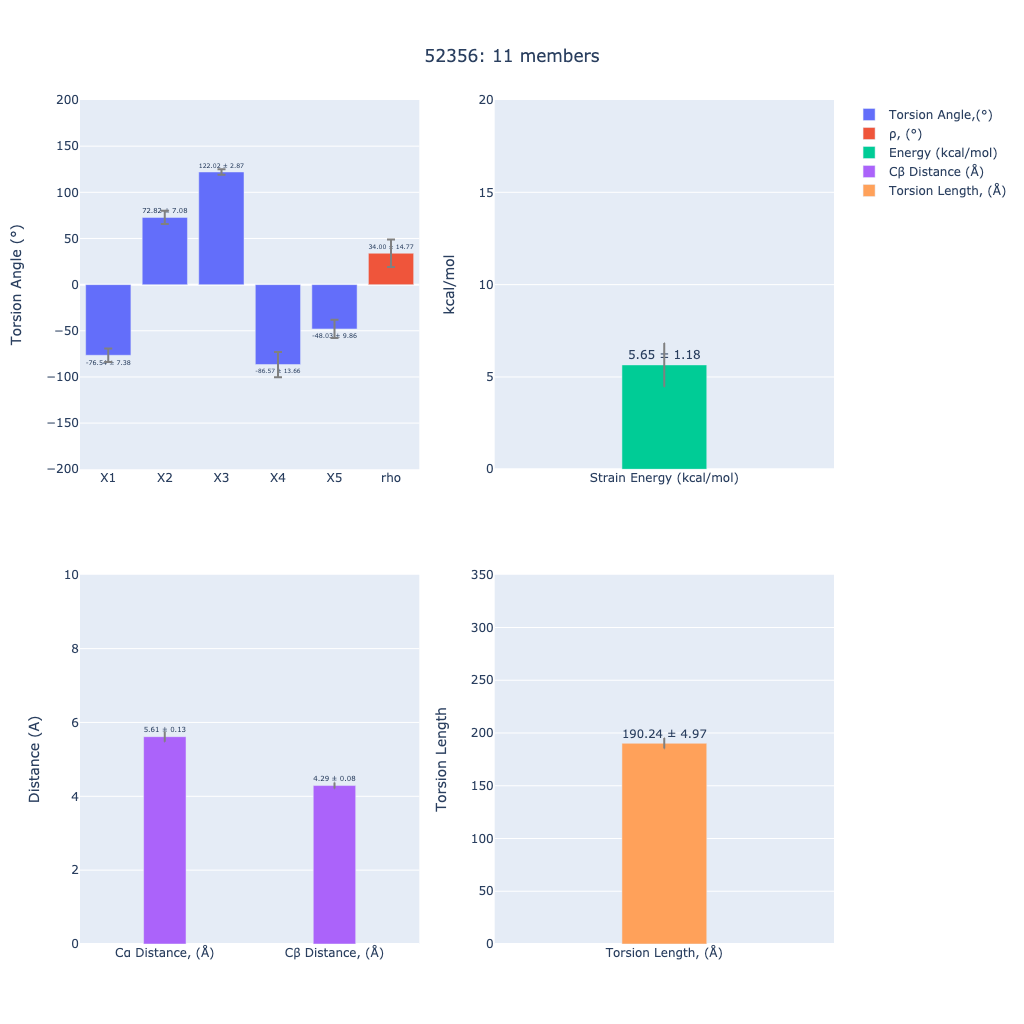 52356: 11 members
Torsion Angle (°)
200
150
100
50
0
−50
−100
−150
−200
-76.54 ± 7.38
72.82 ± 7.08
122.02 ± 2.87
-86.57 ± 13.66
-48.03 ± 9.86
34.00 ± 14.77
X1 X2 X3 X4 X5 rho
kcal/mol
20
15
10
5
0
5.65 ± 1.18
Strain Energy (kcal/mol)
Torsion Angle,(°)
ρ, (°)
Energy (kcal/mol)
Cβ Distance (Å)
Torsion Length, (Å)
Distance (A)
10
8
6
4
2
0
5.61 ± 0.13
4.29 ± 0.08
Cα Distance, (Å) Cβ Distance, (Å)
Torsion Length
350
300
250
200
150
100
50
0
190.24 ± 4.97
Torsion Length, (Å)